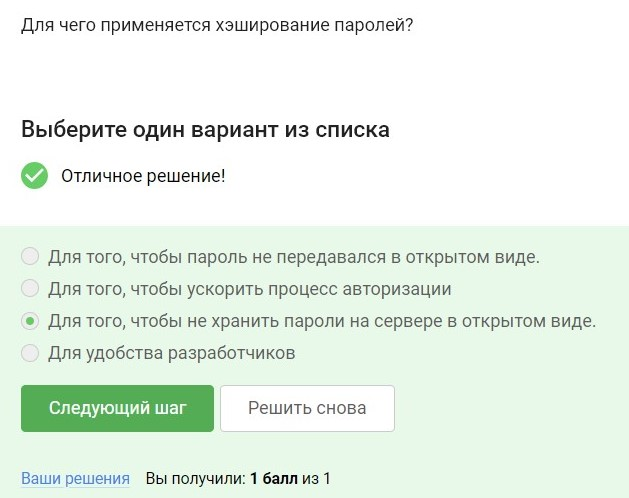 Для чего применяется хэширование паролей?
Выберите один вариант из списка
Отличное решение!
Для того, чтобы пароль не передавался в открытом виде.
Для того, чтобы ускорить процесс авторизации
Для того, чтобы не хранить пароли на сервере в открытом виде.
Для удобства разработчиков
Следующий шаг Решить снова
Ваши решения Вы получили: 1 балл из 1